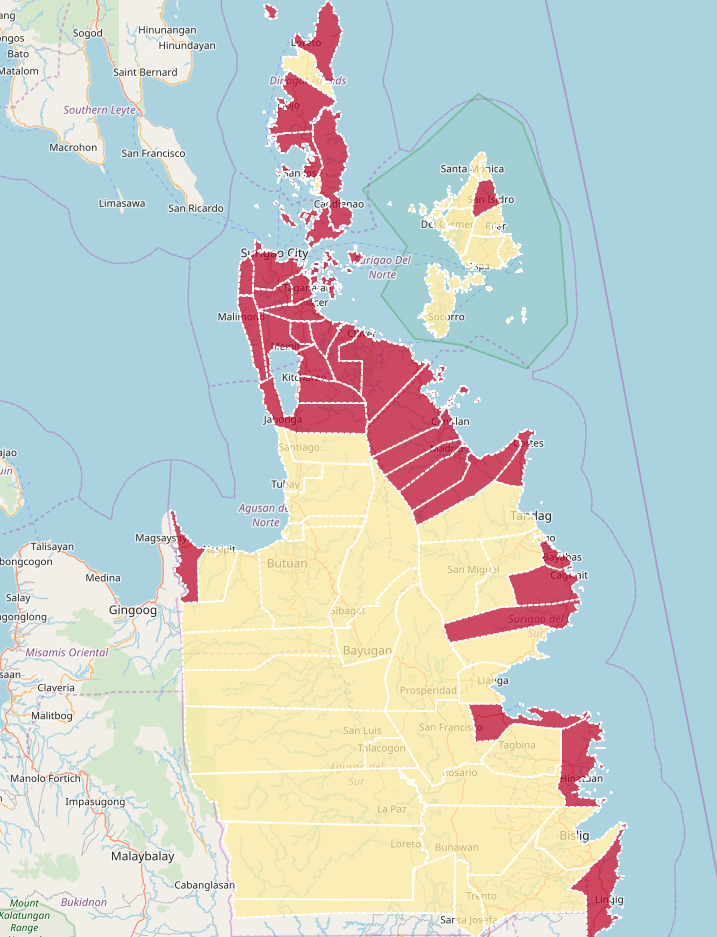 Sogod
Hinunangan
Hinundayan
Bato
Matalom
Saint Bernard
Loreto
Dinagat Islands
Southern Leyte
Macrohon
San Francisco
Santa Monica
San Isidro
Limasawa
San Ricardo
Pilar
Surigao City
Surigao Del
Norte
Placer
Malimono
Socorro
Mainit
Kitcharao
Jabonga
Carrascal
Madrid
Cortes
Santiago
Tubay
Agusan del
Norte
Tandag
Magsaysay
Nasipit
Talisayan
Bayabas
Butuan
San Miguel
Cagwait
Medina
Salay
Gingoog
Sibagat
Surigao del
Sur
Misamis Oriental
Bayugan
Lianga
Claveria
Prosperidad
Malitbog
San Luis
San Francisco
Talacogon
Tagbina
Agusan del
Sur
Rosario
Manolo Fortich
Hinatuan
Impasugong
La Paz
Bislig
Loreto
Bunawan
Malaybalay
Cabanglasan
Trento
Lingig
Bukidnon
Mount
Kalatungan
Range
Santa Josefa